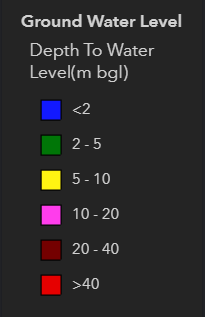 Ground Water Level
Depth To Water
Level(m bgl)
<2
2 - 5
5 - 10
10 - 20
20 - 40
>40